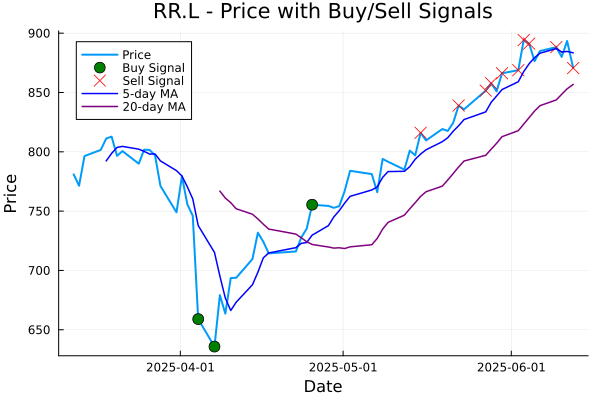 RR.L - Price with Buy/Sell Signals
900
850
800
750
700
650
Price
Price
Buy Signal
Sell Signal
5-day MA
20-day MA
2025-04-01
2025-05-01
2025-06-01
Date